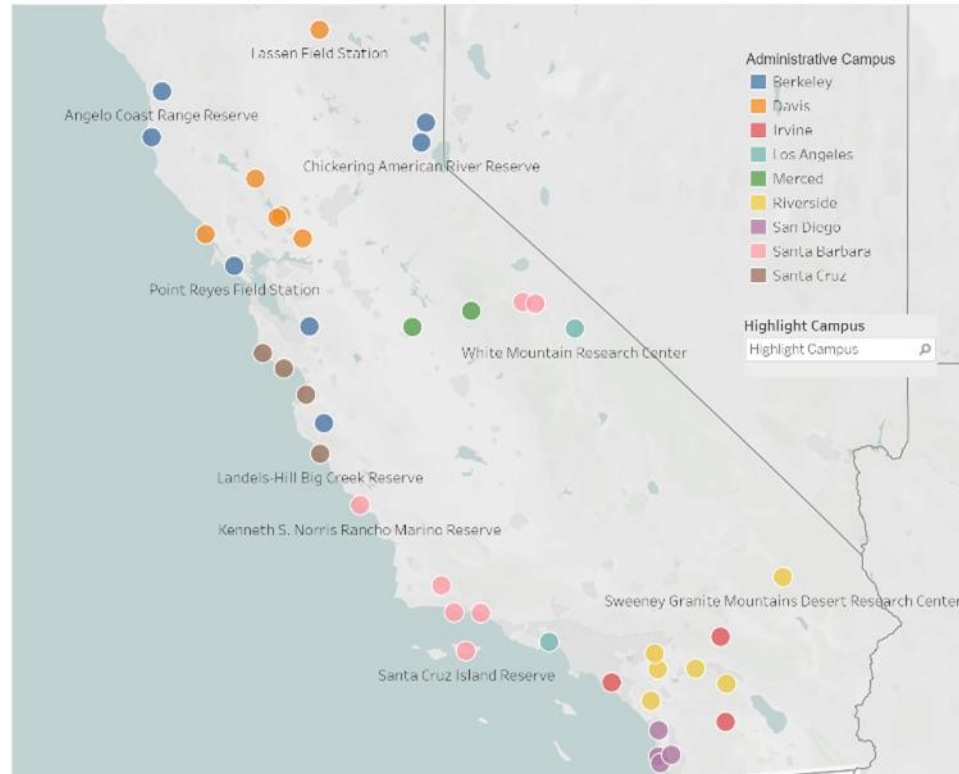 Lassen Field Station
Angelo Coast Range Reserve
Chickering American River Reserve
Point Reyes Field Station
White Mountain Research Center
Landels-Hill Big Creek Reserve
Kenneth S. Norris Rancho Marino Reserve
Sweeney Granite Mountains Desert Research Center
Santa Cruz Island Reserve
Administrative Campus
Berkeley
Davis
Irvine
Los Angeles
Merced
Riverside
San Diego
Santa Barbara
Santa Cruz
Highlight Campus
Highlight Campus